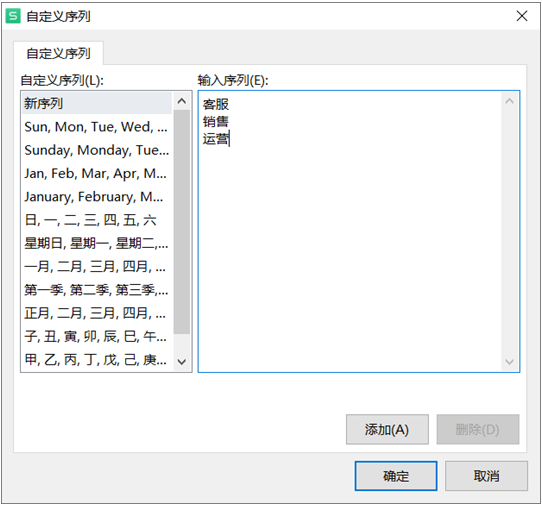 S 自定义序列
自定义序列
自定义序列(L):
输入序列(E):
新序列
Sun, Mon, Tue, Wed, ...
Sunday, Monday, Tue...
Jan, Feb, Mar, Apr, M...
January, February, M...
日, 一, 二, 三, 四, 五, 六
星期日, 星期一, 星期二,...
一月, 二月, 三月, 四月, ...
第一季, 第二季, 第三季,...
正月, 二月, 三月, 四月, ...
子, 丑, 寅, 卯, 辰, 巳, 午...
甲, 乙, 丙, 丁, 戊, 己, 庚...
客服
销售
运营
添加(A)
删除(D)
确定
取消